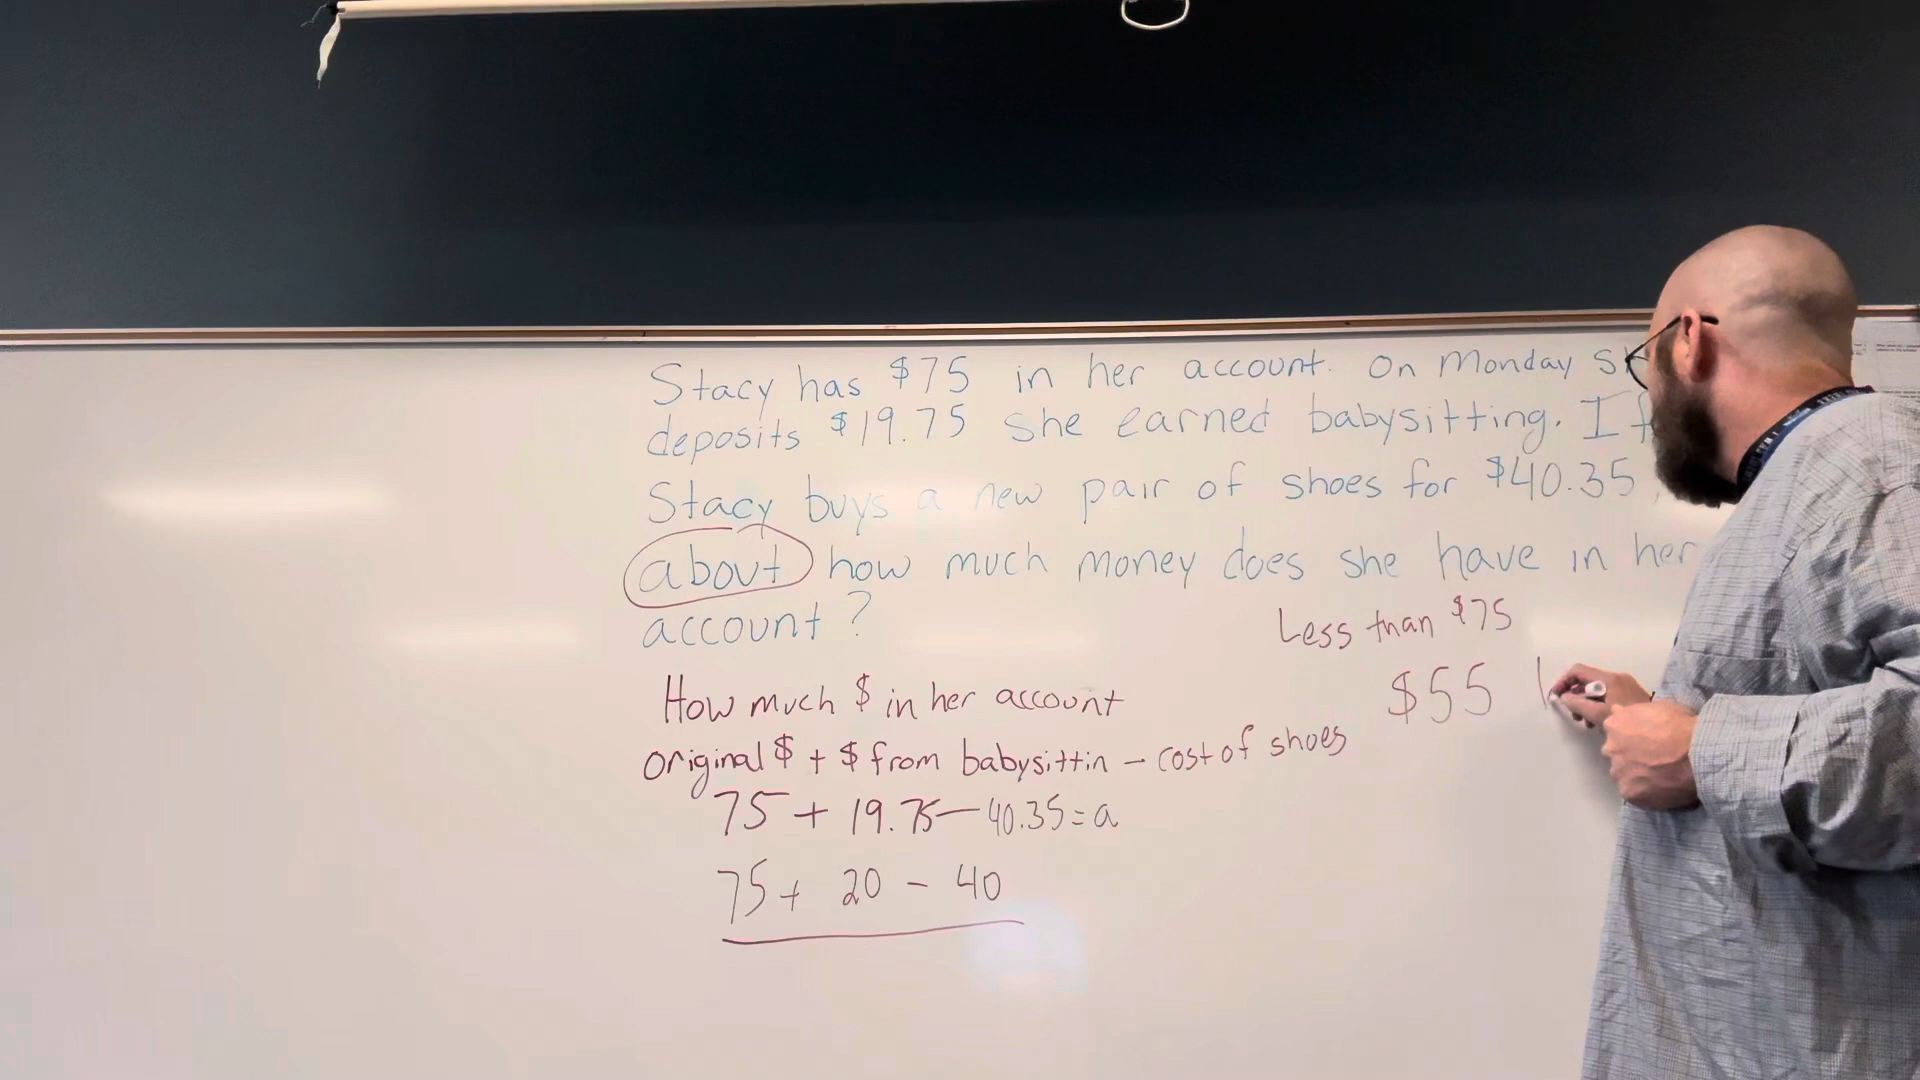 Stacy has $75 in her account. On Monday
deposits $19.75 she earned babysitting. If
Stacy buys a new pair of shoes for $40.35,
about how much money does she have in her
account?
Less than $75
$55
How much $ in her account
original $ + $ from babysittin - cost of shoes
75 + 19.75 - 40.35 = a
75 + 20 - 40